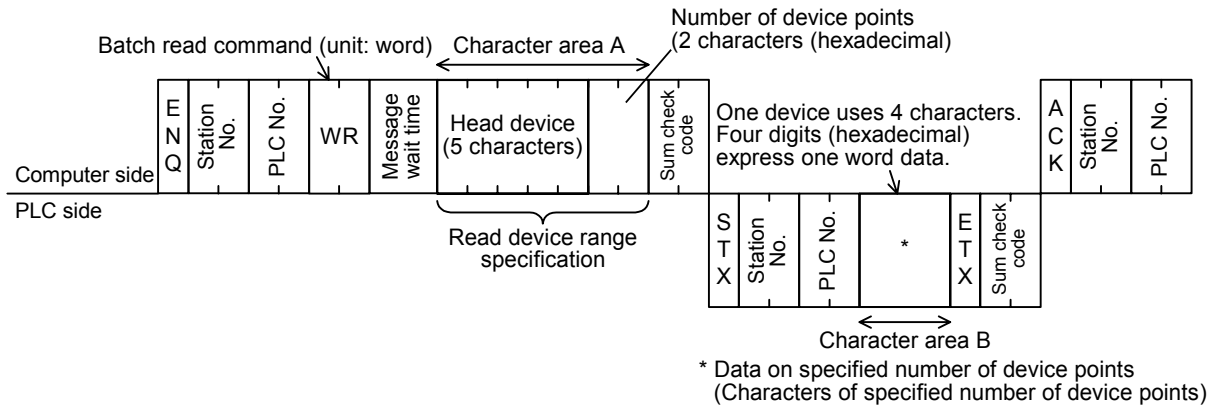 Number of device points
(2 characters (hexadecimal)
Batch read command (unit: word)
Character area A
E
N
Q
Station
No.
PLC No.
WR
Message
wait time
Head device
(5 characters)
Sum check
code
One device uses 4 characters.
Four digits (hexadecimal)
express one word data.
A
C
K
Station
No.
PLC No.
Computer side
PLC side
Read device range
specification
S
T
X
Station
No.
PLC No.
*
E
T
X
Sum check
code
Character area B
* Data on specified number of device points
(Characters of specified number of device points)